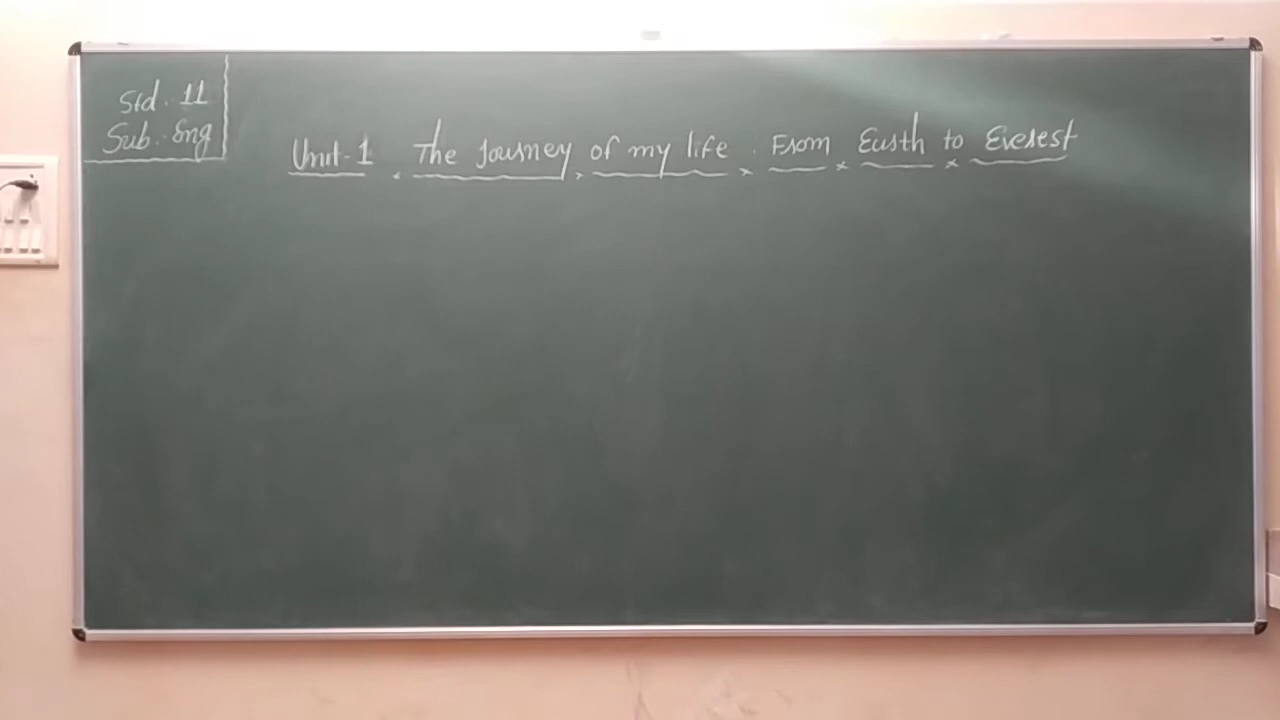 Std. 11
Sub. Eng
Unit-1 . The Journey of my life . From Earth to Everest